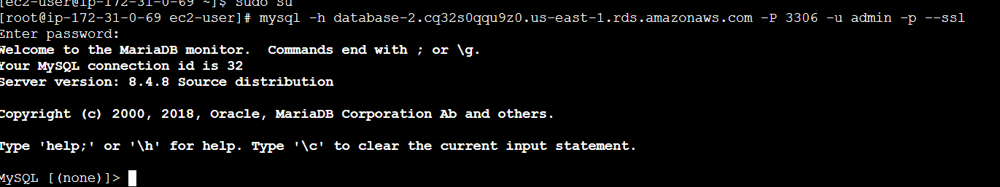 [ec2-user@ip-172-31-0-69 ~]$ sudo su
[root@ip-172-31-0-69 ec2-user]# mysql -h database-2.cq32s0qqu9z0.us-east-1.rds.amazonaws.com -P 3306 -u admin -p --ssl
Enter password:
Welcome to the MariaDB monitor.  Commands end with ; or \g.
Your MySQL connection id is 32
Server version: 8.4.8 Source distribution
Copyright (c) 2000, 2018, Oracle, MariaDB Corporation Ab and others.
Type 'help;' or '\h' for help. Type '\c' to clear the current input statement.
MySQL [(none)]>